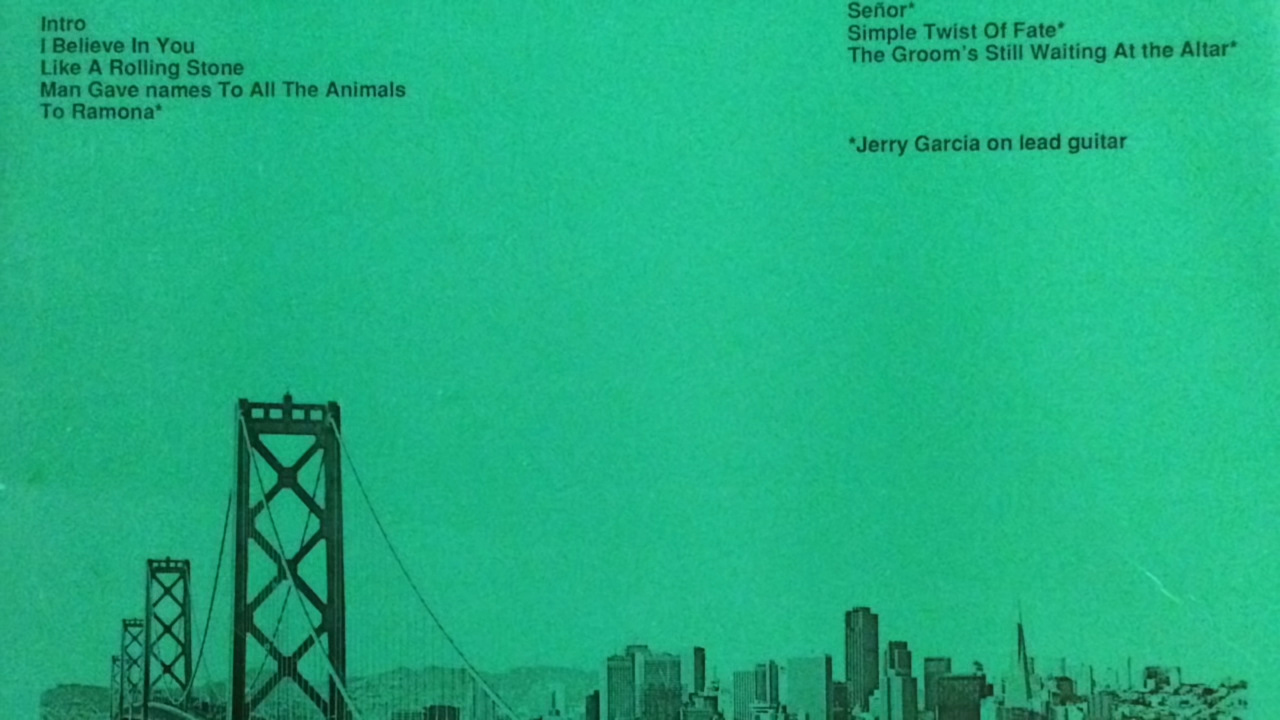 Intro
I Believe In You
Like A Rolling Stone
Man Gave names To All The Animals
To Ramona*
Señor*
Simple Twist Of Fate*
The Groom's Still Waiting At the Altar*
*Jerry Garcia on lead guitar